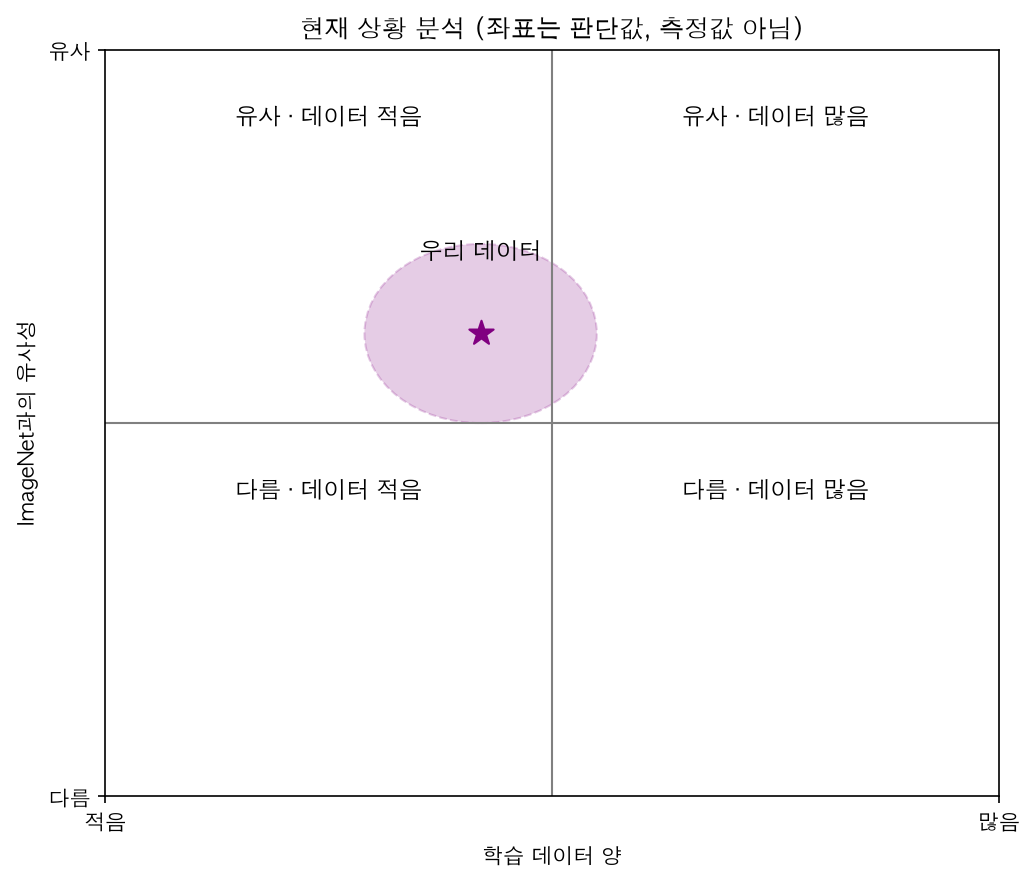 현재 상황 분석 (좌표는 판단값, 측정값 아님)
유사
유사 · 데이터 적음
유사 · 데이터 많음
우리 데이터
ImageNet과의 유사성
다름 · 데이터 적음
다름 · 데이터 많음
다름
적음
많음
학습 데이터 양